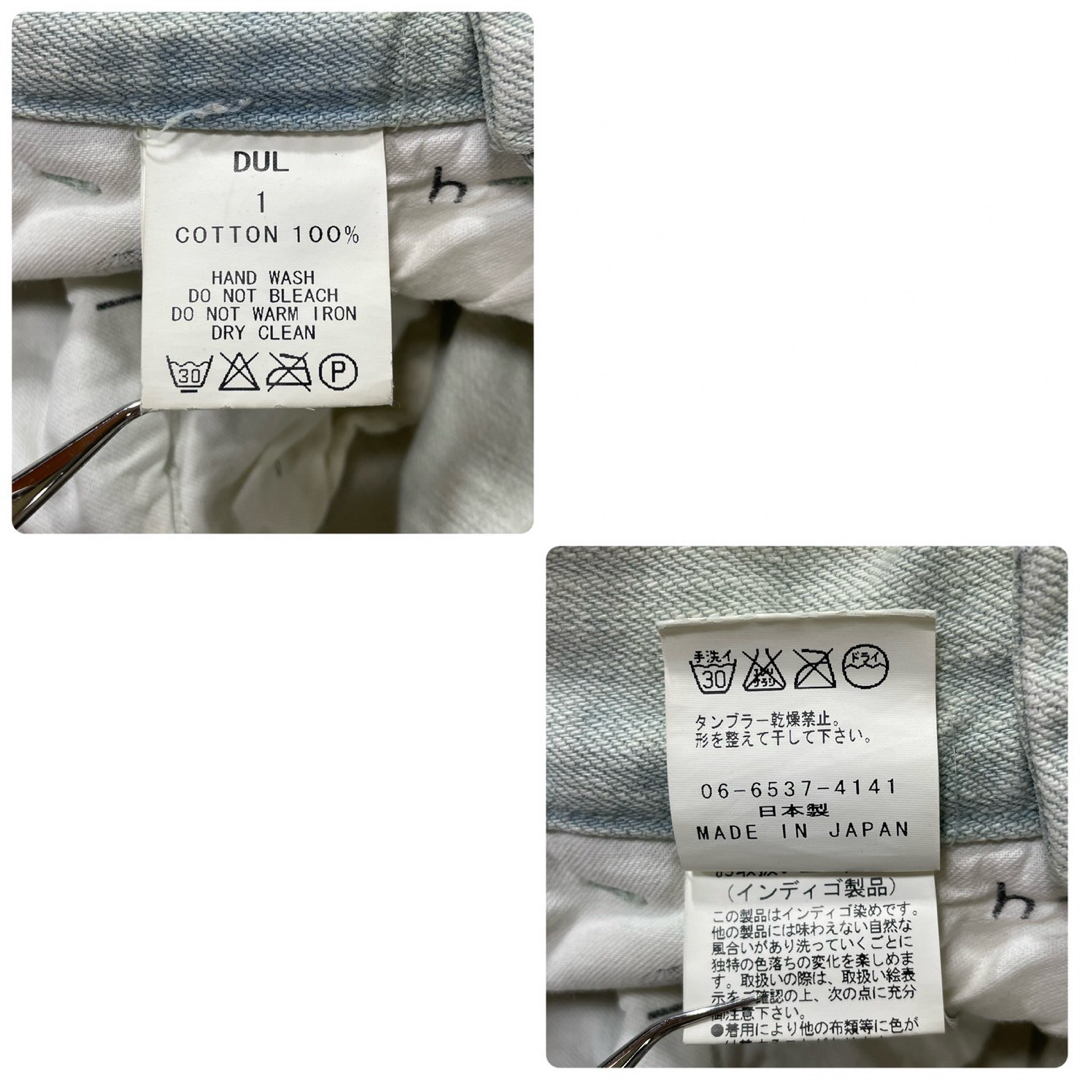 DUL
1
COTTON 100%
HAND WASH
DO NOT BLEACH
DO NOT WARM IRON
DRY CLEAN
30
P
h
手洗イ ドライ
30
タンブラー乾燥禁止。
形を整えて干して下さい。
06-6537-4141
日本製
MADE IN JAPAN
(インディゴ製品)
この製品はインディゴ染めです。
他の製品には味わえない自然な
風合いがあり洗っていくごとに
独特の色落ちの変化を楽しめま
す。取扱いの際は、取扱い絵表
示をご確認の上、次の点に充分
御注意下さい。
●着用により他の布類等に色が
h